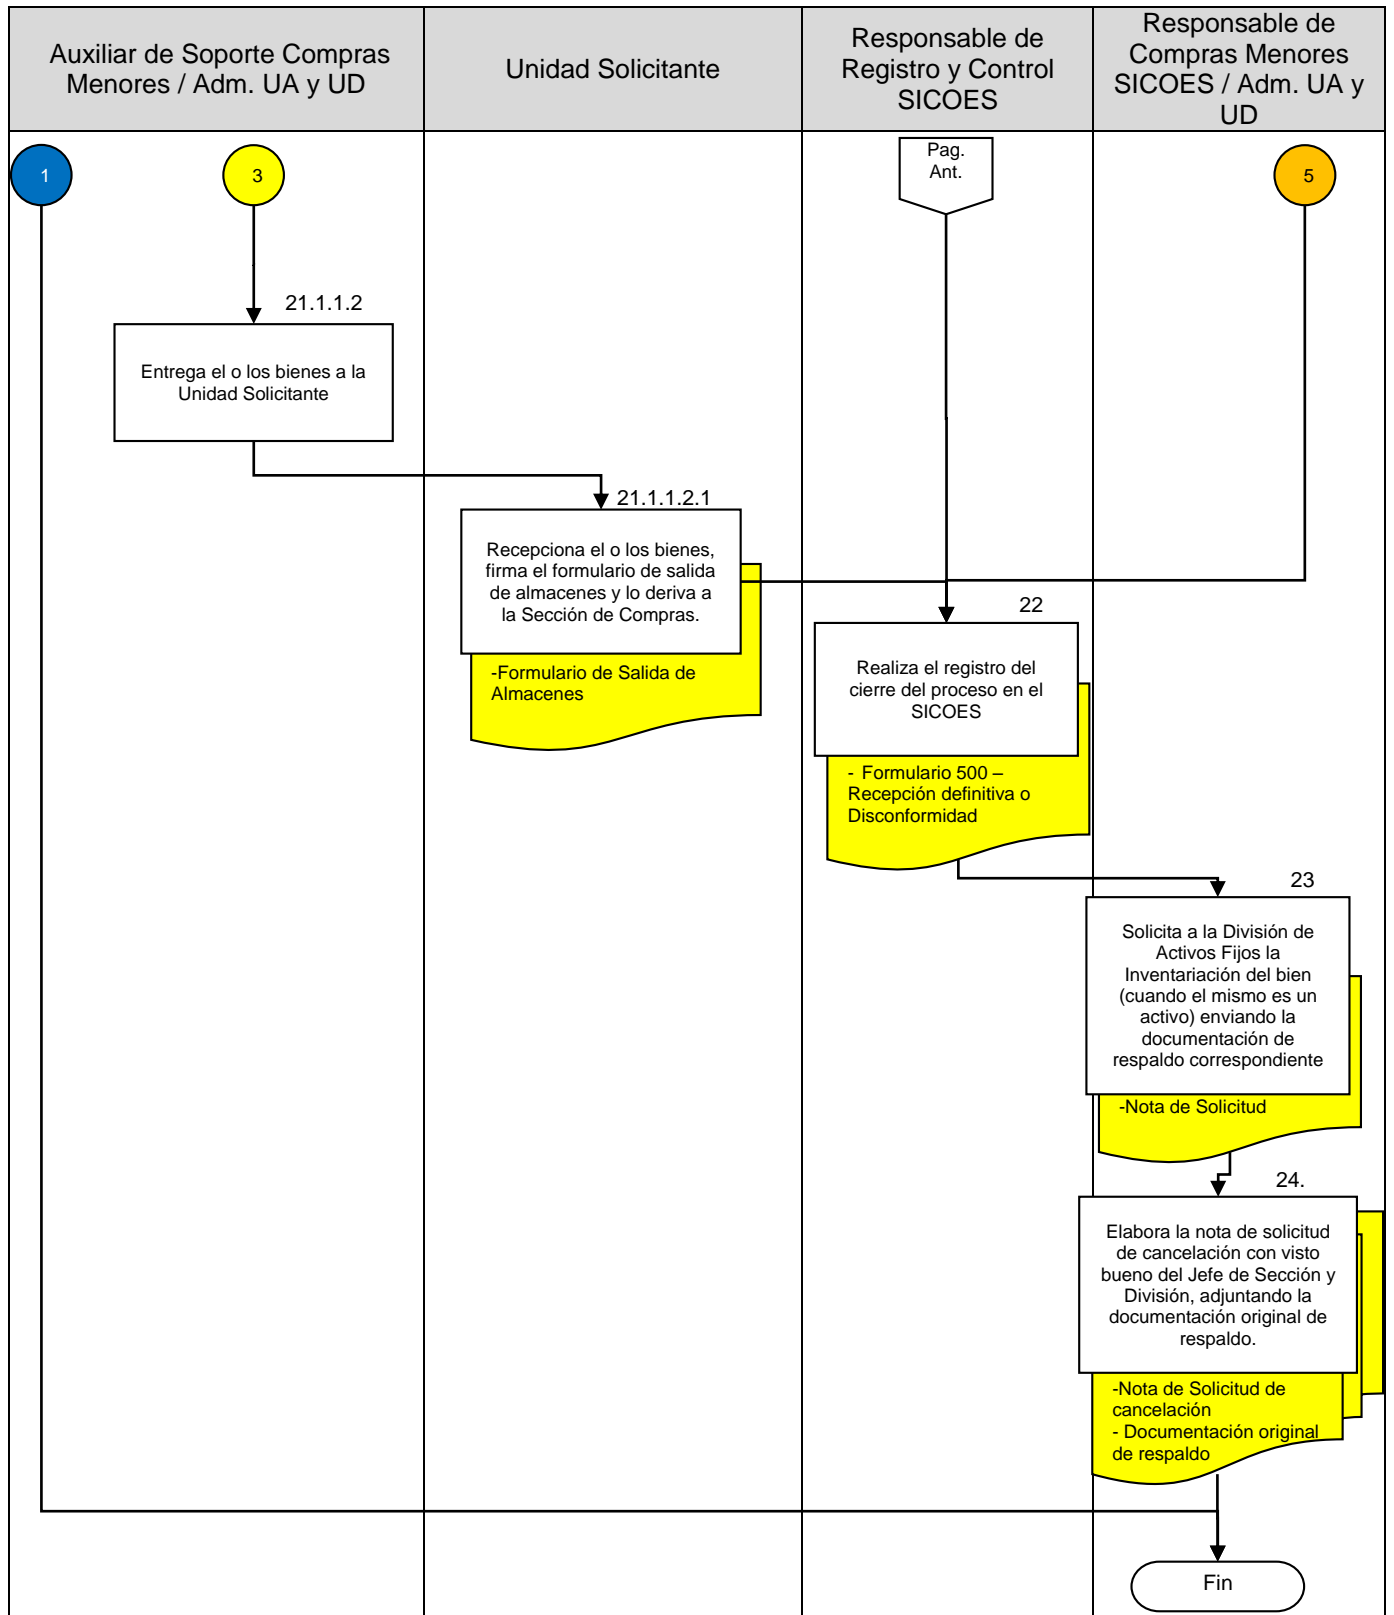 Auxiliar de Soporte Compras
Menores / Adm. UA y UD
Unidad Solicitante
Responsable de
Registro y Control
SICOES
Responsable de
Compras Menores
SICOES / Adm. UA y
UD
1
3
Pag.
Ant.
5
21.1.1.2
Entrega el o los bienes a la
Unidad Solicitante
21.1.1.2.1
Recepciona el o los bienes,
firma el formulario de salida
de almacenes y lo deriva a
la Sección de Compras.
-Formulario de Salida de
Almacenes
22
Realiza el registro del
cierre del proceso en el
SICOES
- Formulario 500 –
Recepción definitiva o
Disconformidad
23
Solicita a la División de
Activos Fijos la
Inventariación del bien
(cuando el mismo es un
activo) enviando la
documentación de
respaldo correspondiente
-Nota de Solicitud
24.
Elabora la nota de solicitud
de cancelación con visto
bueno del Jefe de Sección y
División, adjuntando la
documentación original de
respaldo.
-Nota de Solicitud de
cancelación
- Documentación original
de respaldo
Fin